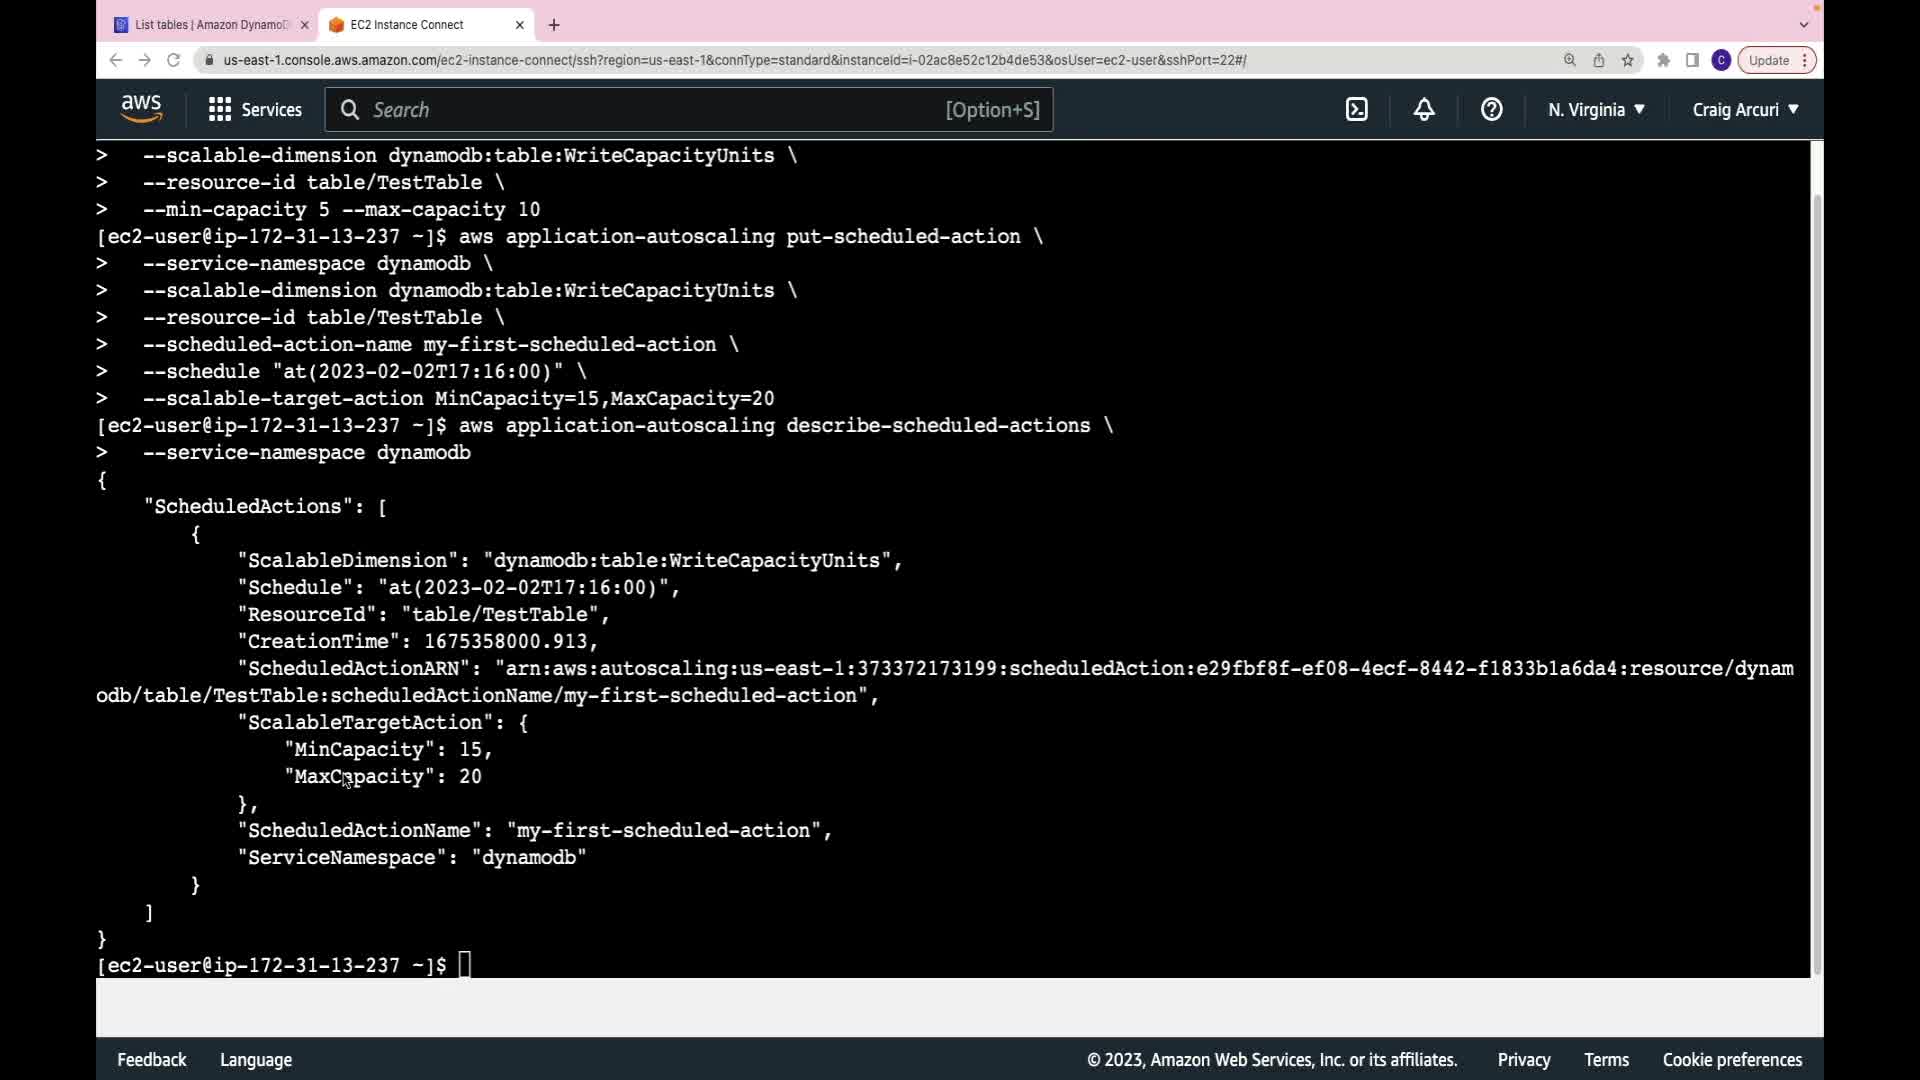 List tables | Amazon DynamoD
EC2 Instance Connect
us-east-1.console.aws.amazon.com/ec2-instance-connect/ssh?region=us-east-1&connType=standard&instanceId=i-02ac8e52c12b4de53&osUser=ec2-user&sshPort=22#/
C
Update
aws
Services
Search
[Option+S]
N. Virginia
Craig Arcuri
>   --scalable-dimension dynamodb:table:WriteCapacityUnits \
>   --resource-id table/TestTable \
>   --min-capacity 5 --max-capacity 10
[ec2-user@ip-172-31-13-237 ~]$ aws application-autoscaling put-scheduled-action \
>   --service-namespace dynamodb \
>   --scalable-dimension dynamodb:table:WriteCapacityUnits \
>   --resource-id table/TestTable \
>   --scheduled-action-name my-first-scheduled-action \
>   --schedule "at(2023-02-02T17:16:00)" \
>   --scalable-target-action MinCapacity=15,MaxCapacity=20
[ec2-user@ip-172-31-13-237 ~]$ aws application-autoscaling describe-scheduled-actions \
>   --service-namespace dynamodb
{
    "ScheduledActions": [
        {
            "ScalableDimension": "dynamodb:table:WriteCapacityUnits",
            "Schedule": "at(2023-02-02T17:16:00)",
            "ResourceId": "table/TestTable",
            "CreationTime": 1675358000.913,
            "ScheduledActionARN": "arn:aws:autoscaling:us-east-1:373372173199:scheduledAction:e29fbf8f-ef08-4ecf-8442-f1833b1a6da4:resource/dynam
odb/table/TestTable:scheduledActionName/my-first-scheduled-action",
            "ScalableTargetAction": {
                "MinCapacity": 15,
                "MaxCapacity": 20
            },
            "ScheduledActionName": "my-first-scheduled-action",
            "ServiceNamespace": "dynamodb"
        }
    ]
}
[ec2-user@ip-172-31-13-237 ~]$
Feedback
Language
© 2023, Amazon Web Services, Inc. or its affiliates.
Privacy
Terms
Cookie preferences